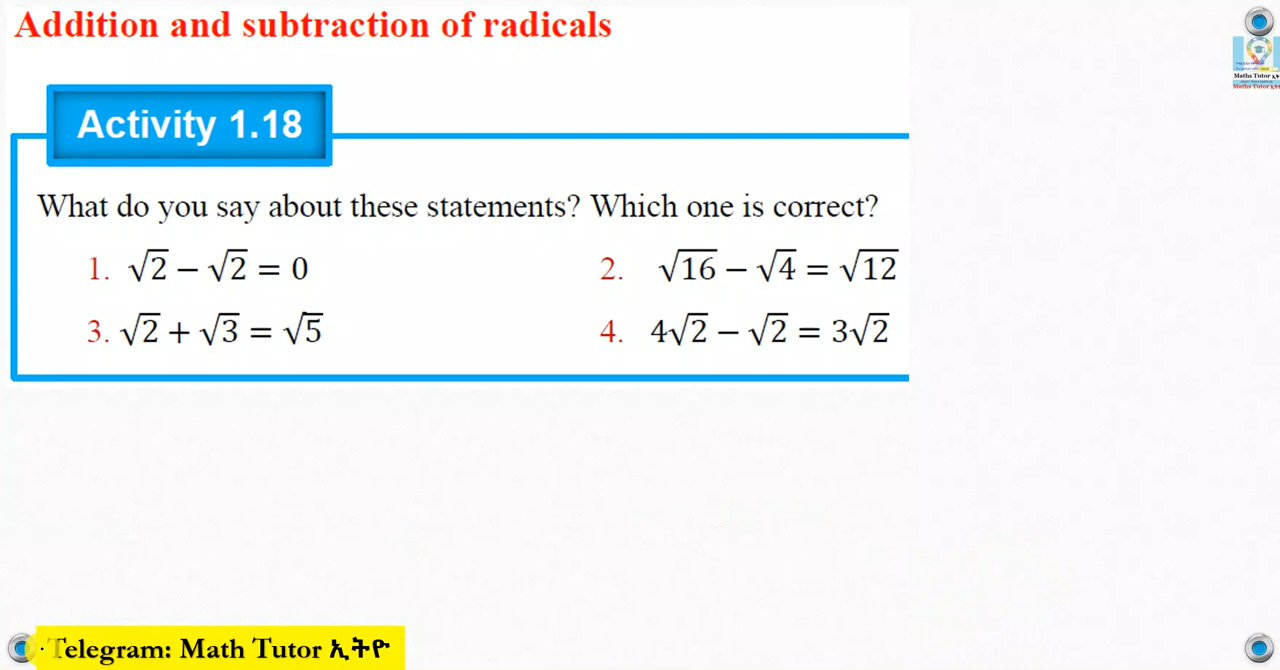 Addition and subtraction of radicals
Activity 1.18
What do you say about these statements? Which one is correct?
1. √2 − √2 = 0
2. √16 − √4 = √12
3. √2 + √3 = √5
4. 4√2 − √2 = 3√2
Telegram: Math Tutor ኢትዮ